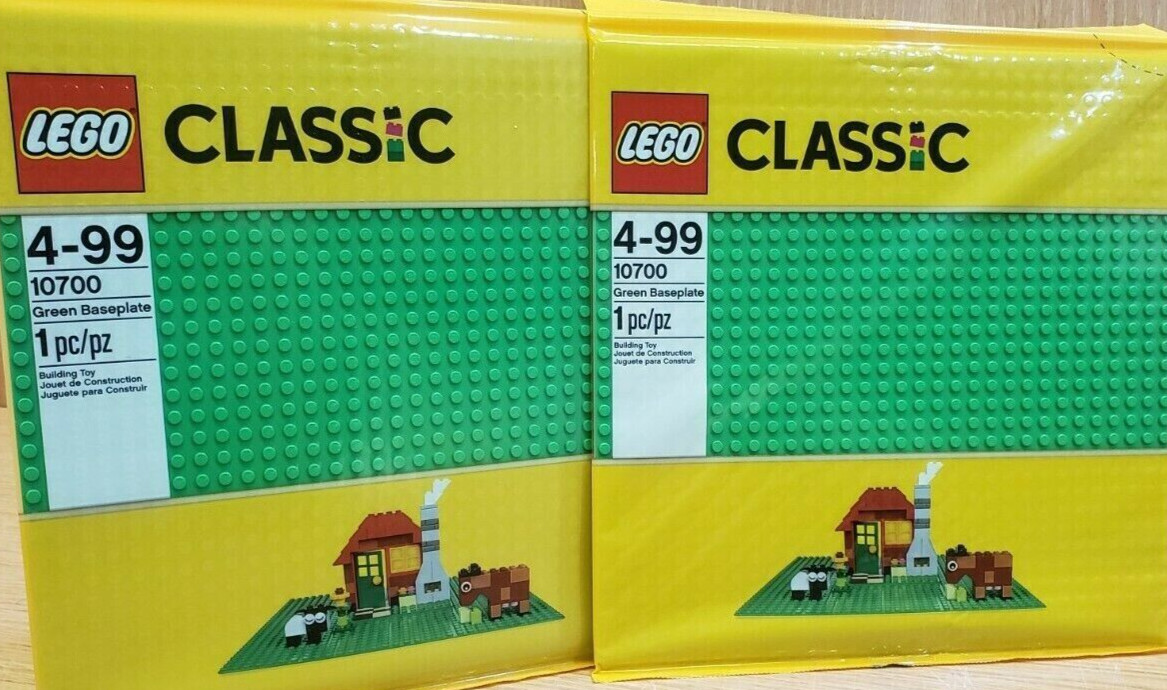 LEGO
CLASSiC
4-99
10700
Green Baseplate
1 pc/pz
Building Toy
Jouet de Construction
Juguete para Construir
LEGO
CLASSiC
4-99
10700
Green Baseplate
1 pc/pz
Building Toy
Jouet de Construction
Juguete para Construir